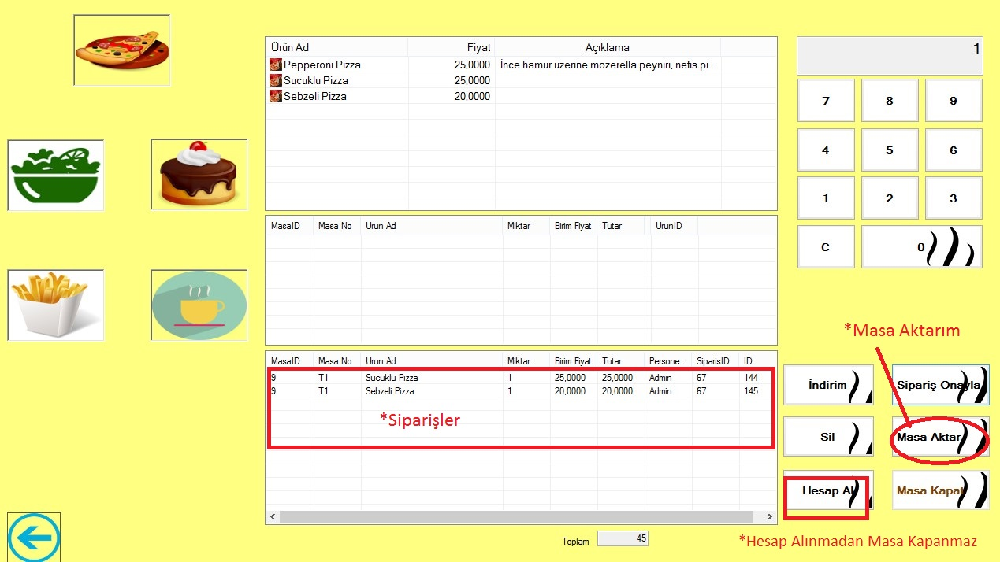 Ürün Ad Fiyat Açıklama
Pepperoni Pizza 25,0000 İnce hamur üzerine mozerella peyniri, nefis pi...
Sucuklu Pizza 25,0000
Sebzeli Pizza 20,0000
MasaID Masa No Urun Ad Miktar Birim Fiyat Tutar UrunID
MasaID Masa No Urun Ad Miktar Birim Fiyat Tutar Persone... SiparisID ID
9 T1 Sucuklu Pizza 1 25,0000 25,0000 Admin 67 144
9 T1 Sebzeli Pizza 1 20,0000 20,0000 Admin 67 145
*Siparişler
Toplam 45
1
7 8 9
4 5 6
1 2 3
C 0
*Masa Aktarım
İndirim Sipariş Onayla
Sil Masa Aktar
Hesap Al Masa Kapat
*Hesap Alınmadan Masa Kapanmaz